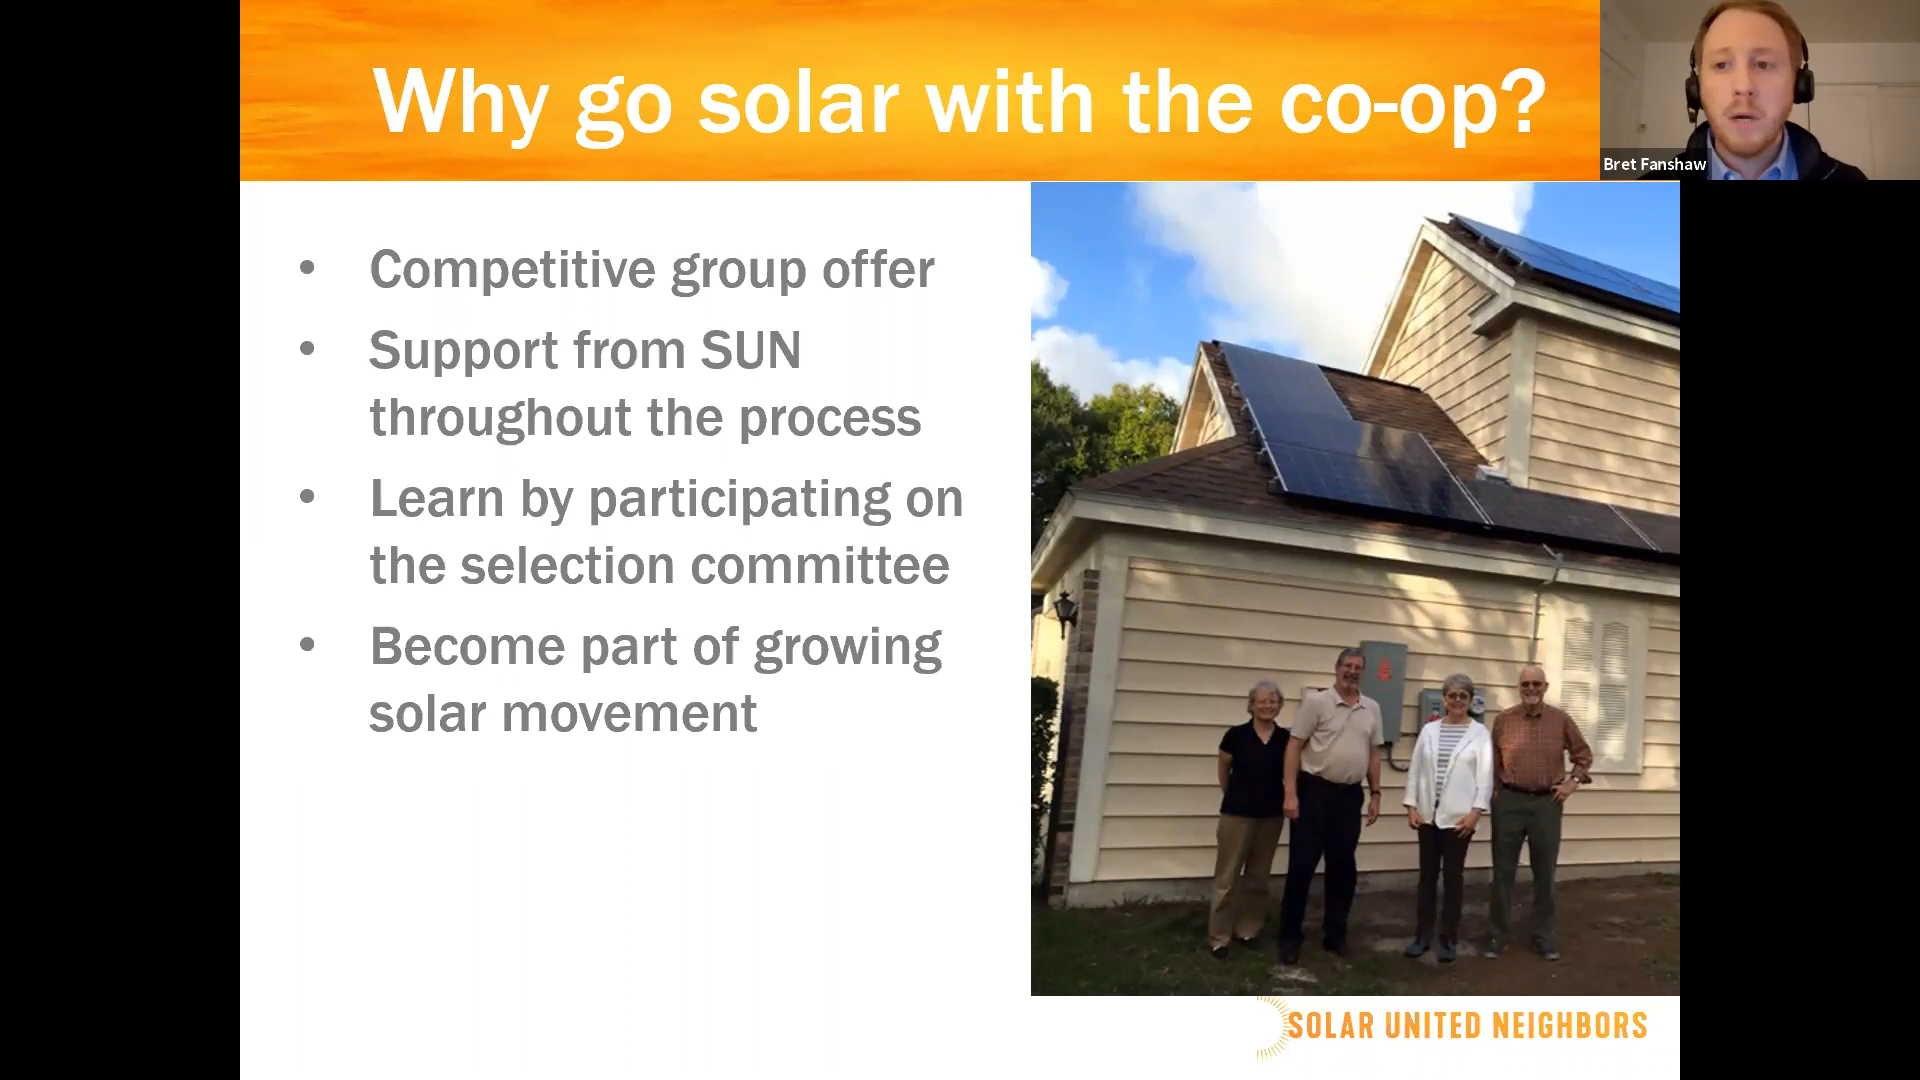 Why go solar with the co-op?
Bret Fanshaw
• Competitive group offer
• Support from SUN
throughout the process
• Learn by participating on
the selection committee
• Become part of growing
solar movement
SOLAR UNITED NEIGHBORS